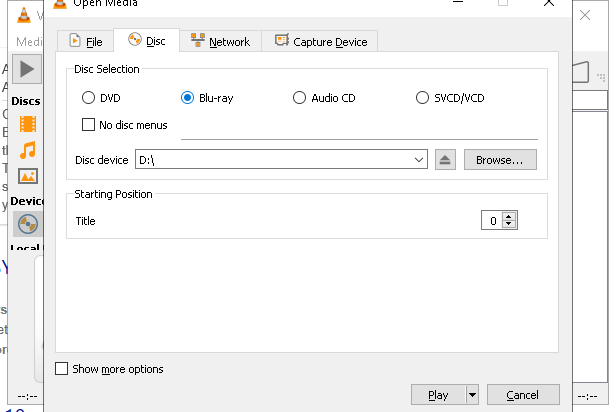 Open Media
Medi
File
Disc
Network
Capture Device
Disc Selection
Discs
DVD
Blu-ray
Audio CD
SVCD/VCD
No disc menus
Disc device
D:\
Browse...
Starting Position
Device
Title
0
Local
Show more options
--:--
Play
Cancel
--:--